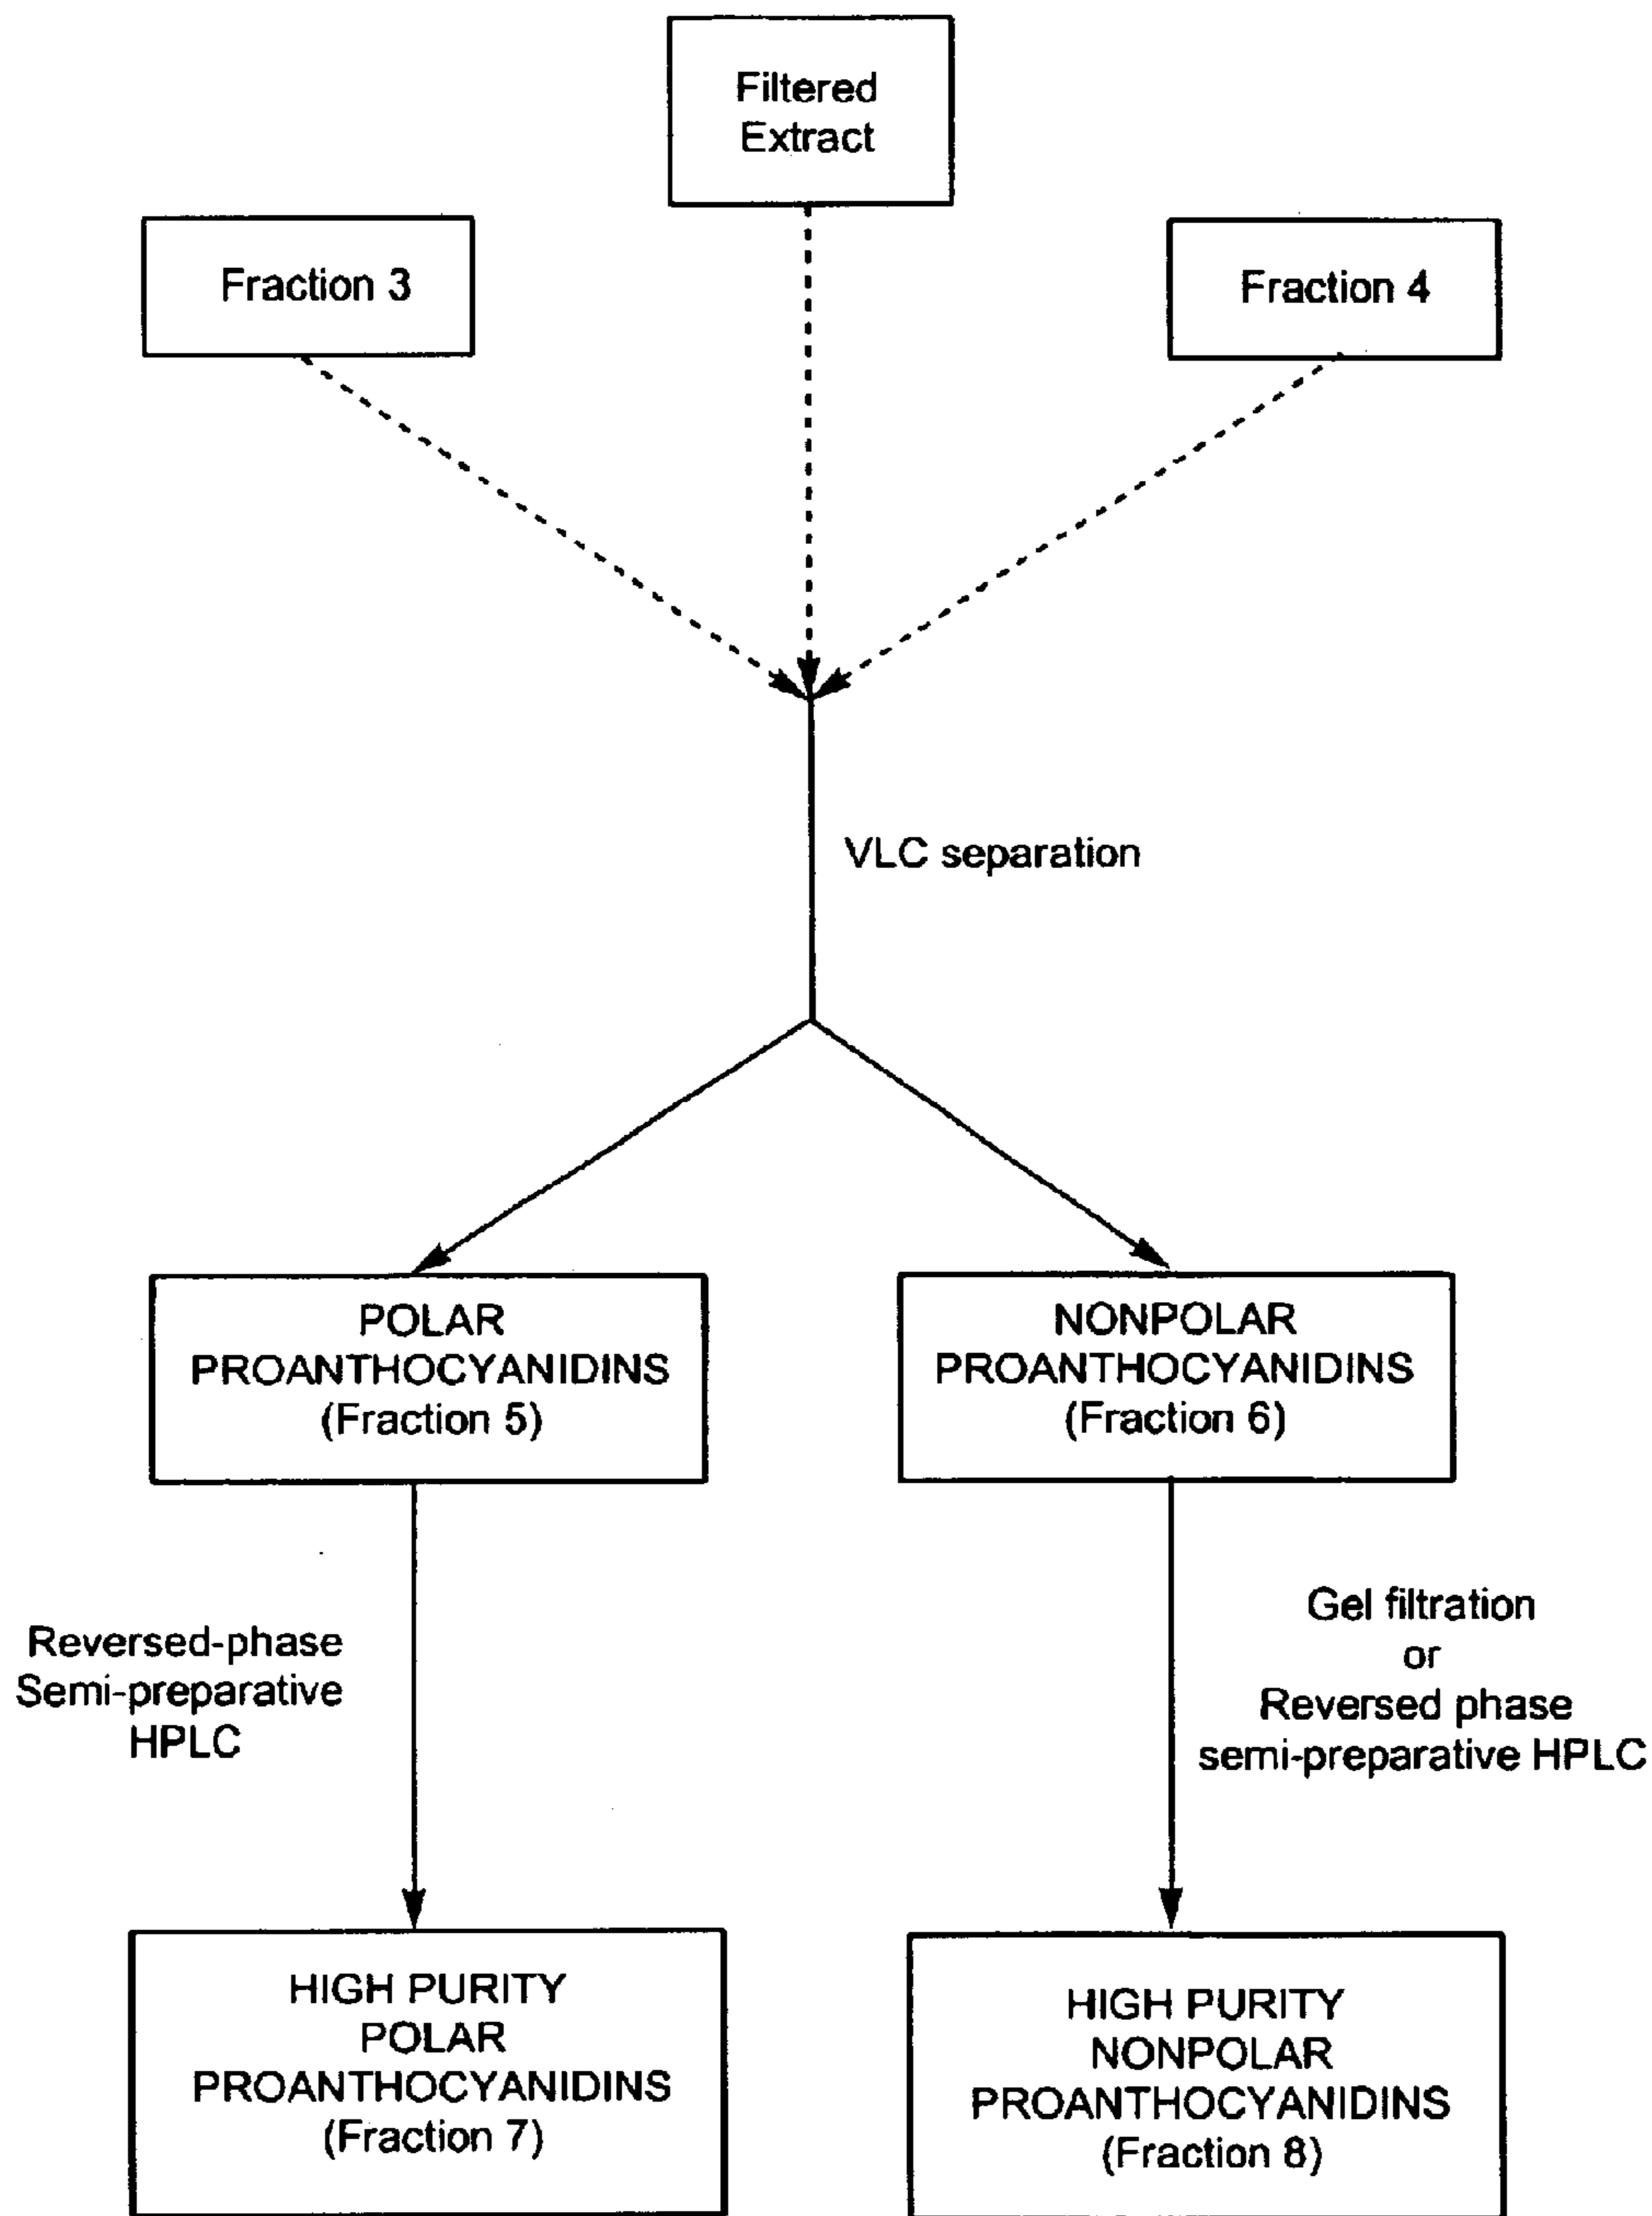 Filtered
Extract
Fraction 3
Fraction 4
VLC separation
POLAR
PROANTHOCYANIDINS
(Fraction 5)
NONPOLAR
PROANTHOCYANIDINS
(Fraction 6)
Reversed-phase
Semi-preparative
HPLC
Gel filtration
or
Reversed phase
semi-preparative HPLC
HIGH PURITY
POLAR
PROANTHOCYANIDINS
(Fraction 7)
HIGH PURITY
NONPOLAR
PROANTHOCYANIDINS
(Fraction 8)